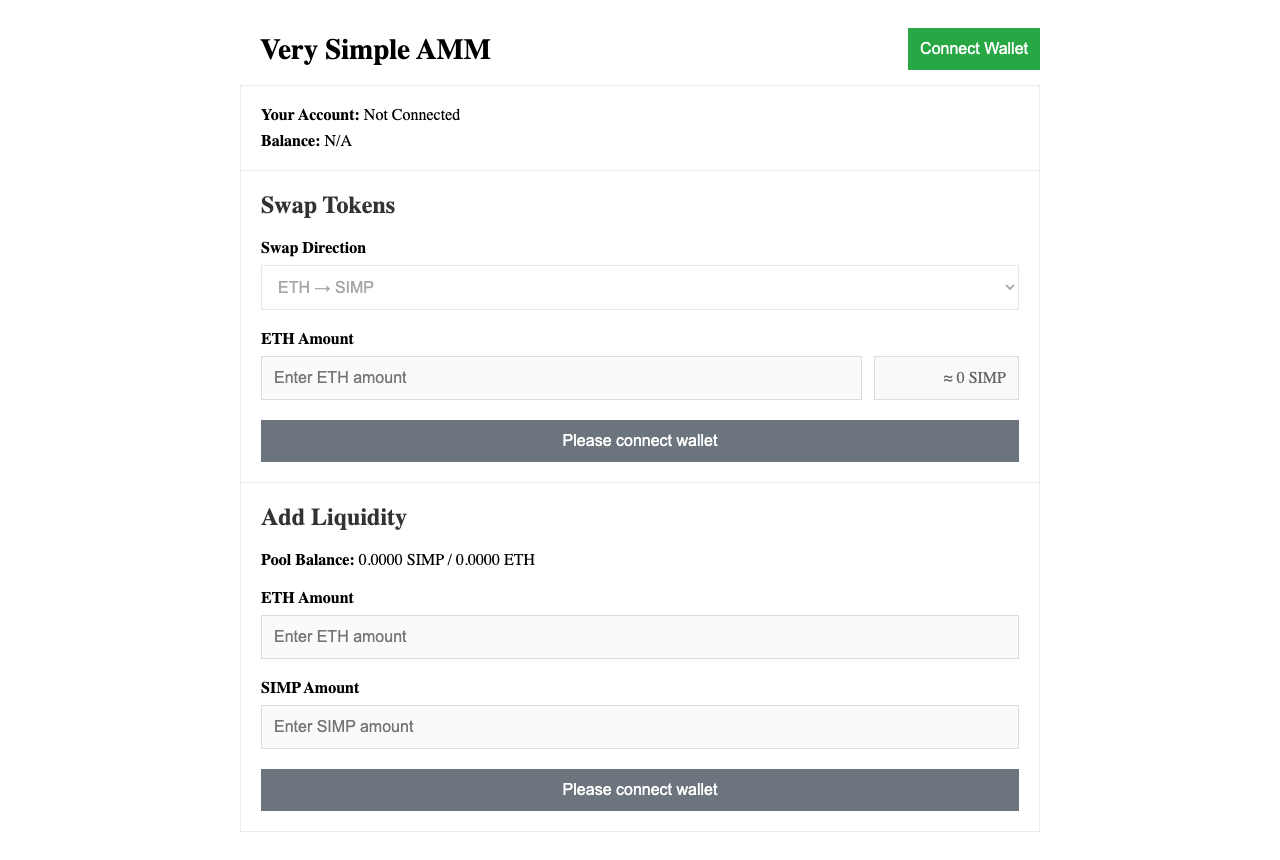 Very Simple AMM
Connect Wallet
Your Account: Not Connected
Balance: N/A
Swap Tokens
Swap Direction
ETH → SIMP
ETH Amount
Enter ETH amount
≈ 0 SIMP
Please connect wallet
Add Liquidity
Pool Balance: 0.0000 SIMP / 0.0000 ETH
ETH Amount
Enter ETH amount
SIMP Amount
Enter SIMP amount
Please connect wallet